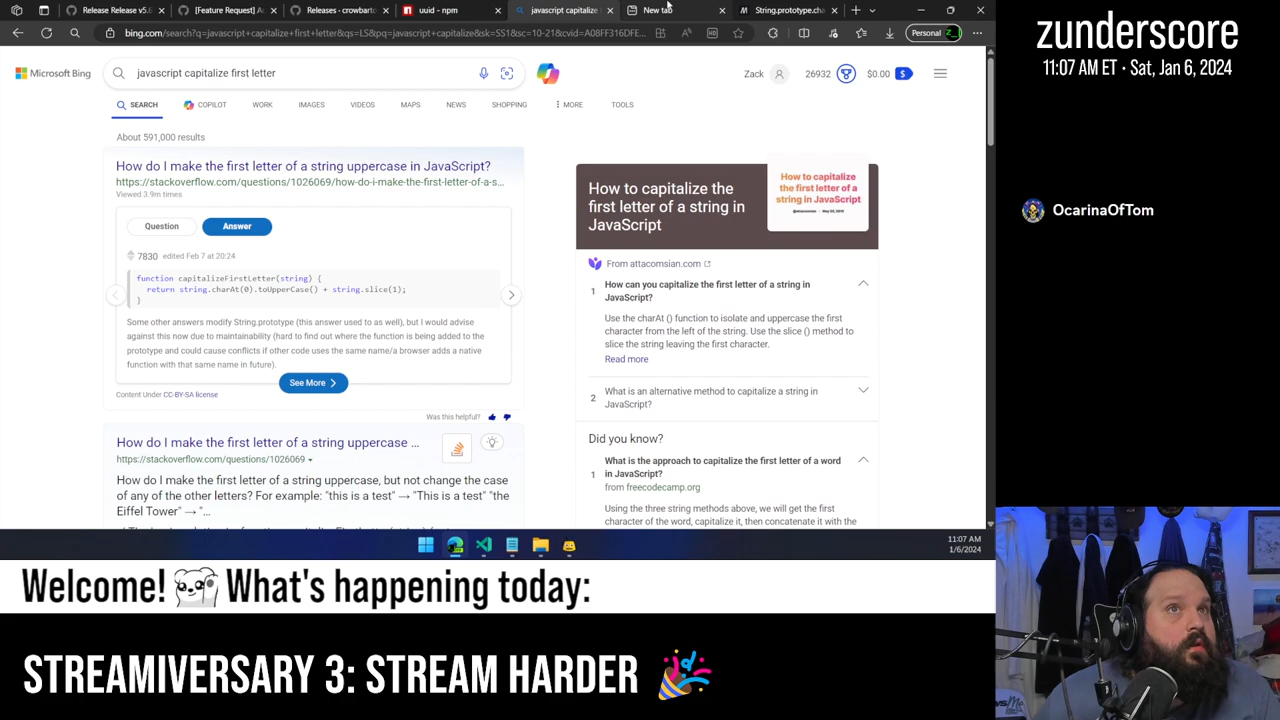 Release Release v5.6
[Feature Request] Ac
Releases - crowbarto
uuid - npm
javascript capitalize
New tab
String.prototype.cha
bing.com/search?q=javascript+capitalize+first+letter&qs=LS&pq=javascript+capitalize&sk=SS1&sc=10-21&cvid=A08FF316DFE...
Personal
Microsoft Bing
javascript capitalize first letter
Zack
26932
$0.00
SEARCH
COPILOT
WORK
IMAGES
VIDEOS
MAPS
NEWS
SHOPPING
MORE
TOOLS
About 591,000 results
How do I make the first letter of a string uppercase in JavaScript?
https://stackoverflow.com/questions/1026069/how-do-i-make-the-first-letter-of-a-s...
Viewed 3.9m times
Question
Answer
7830 edited Feb 7 at 20:24
function capitalizeFirstLetter(string) {
return string.charAt(0).toUpperCase() + string.slice(1);
}
Some other answers modify String.prototype (this answer used to as well), but I would advise
against this now due to maintainability (hard to find out where the function is being added to the
prototype and could cause conflicts if other code uses the same name/a browser adds a native
function with that same name in future).
See More
Content Under CC-BY-SA license
Was this helpful?
How do I make the first letter of a string uppercase ...
https://stackoverflow.com/questions/1026069
How do I make the first letter of a string uppercase, but not change the case
of any of the other letters? For example: "this is a test" → "This is a test" "the
Eiffel Tower" → "...
How to capitalize the
first letter of a string in
JavaScript
How to capitalize the
first letter of a
string in JavaScript
From attacomsian.com
1
How can you capitalize the first letter of a string in
JavaScript?
Use the charAt () function to isolate and uppercase the first
character from the left of the string. Use the slice () method to
slice the string leaving the first character.
Read more
2
What is an alternative method to capitalize a string in
JavaScript?
Did you know?
1
What is the approach to capitalize the first letter of a word
in JavaScript?
from freecodecamp.org
Using the three string methods above, we will get the first
character of the word, capitalize it, then concatenate it with the
11:07 AM
1/6/2024
zunderscore
11:07 AM ET • Sat, Jan 6, 2024
OcarinaOfTom
Welcome! What's happening today:
STREAMIVERSARY 3: STREAM HARDER